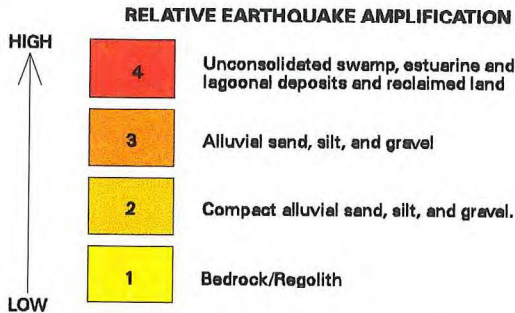 RELATIVE EARTHQUAKE AMPLIFICATION
HIGH
4
Unconsolidated swamp, estuarine and
lagoonal deposits and reclaimed land
3
Alluvial sand, silt, and gravel
2
Compact alluvial sand, silt, and gravel.
1
Bedrock/Regolith
LOW